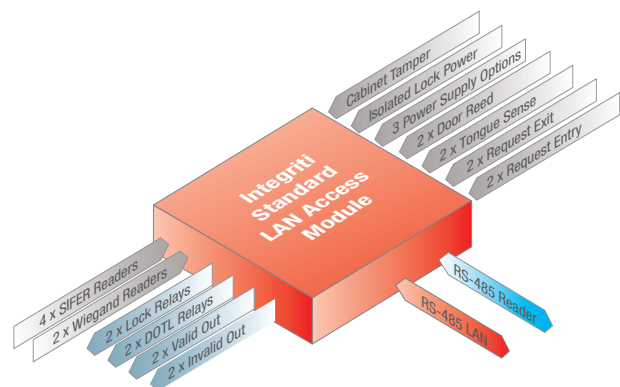 Cabinet Tamper
Isolated Lock Power
3 Power Supply Options
2 x Door Reed
2 x Tongue Sense
2 x Request Exit
2 x Request Entry
Integriti
Standard
LAN Access
Module
4 x SIFER Readers
2 x Wiegand Readers
2 x Lock Relays
2 x DOTL Relays
2 x Valid Out
2 x Invalid Out
RS-485 Reader
RS-485 LAN